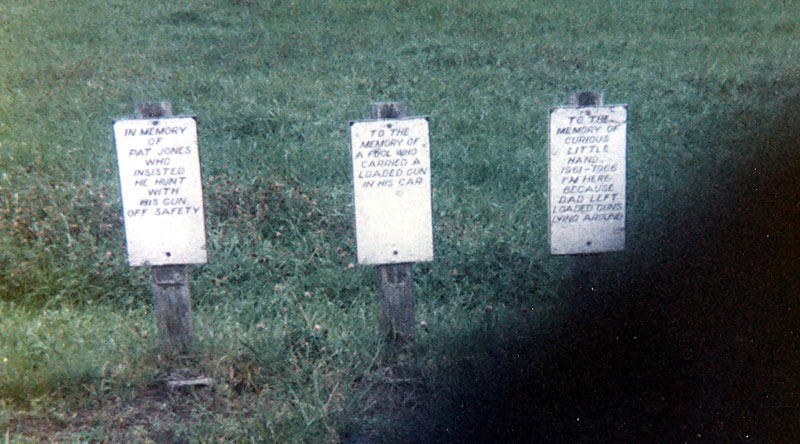 IN MEMORY
OF
PAT JONES
WHO
INSISTED
HE HUNT
WITH
HIS GUN
OFF SAFETY
TO THE
MEMORY OF
A FOOL WHO
CARRIED A
LOADED GUN
IN HIS CAR
TO THE
MEMORY OF
CURIOUS
LITTLE
HAND.
1961-1966
I'M HERE
BECAUSE
DAD LEFT
LOADED GUNS
LYING AROUND